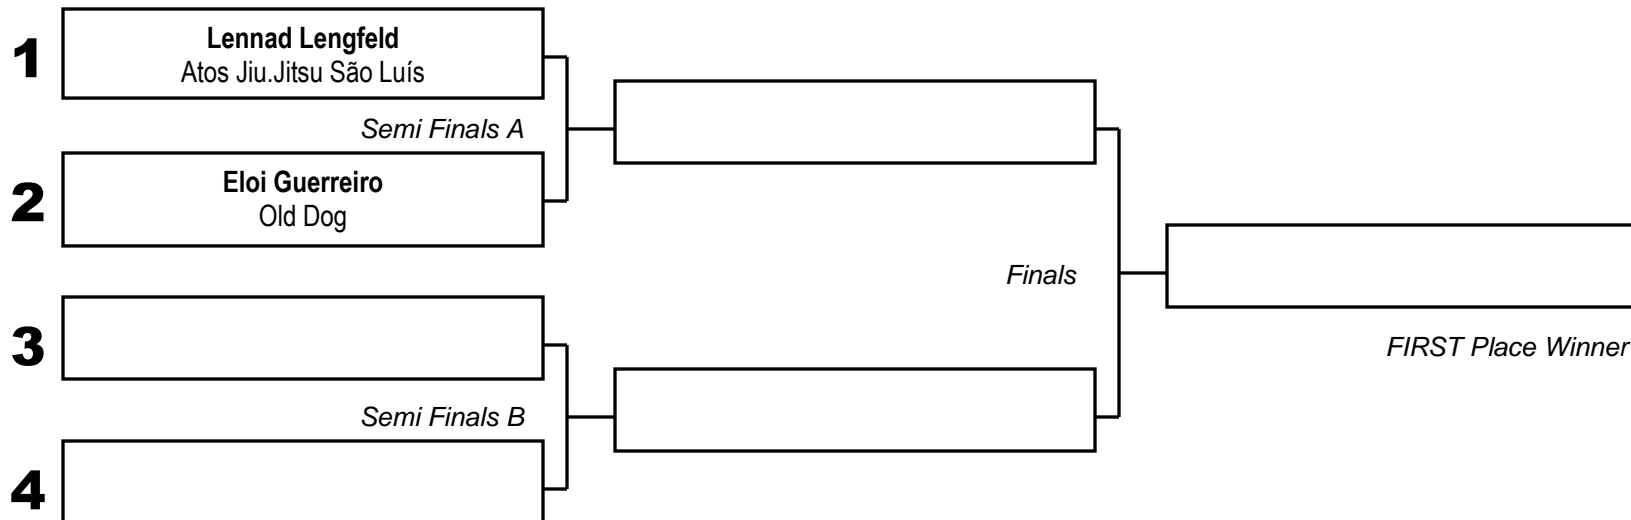 1
Lennad Lengfeld
Atos Jiu.Jitsu São Luís
Semi Finals A
2
Eloi Guerreiro
Old Dog
Finals
3
FIRST Place Winner
Semi Finals B
4